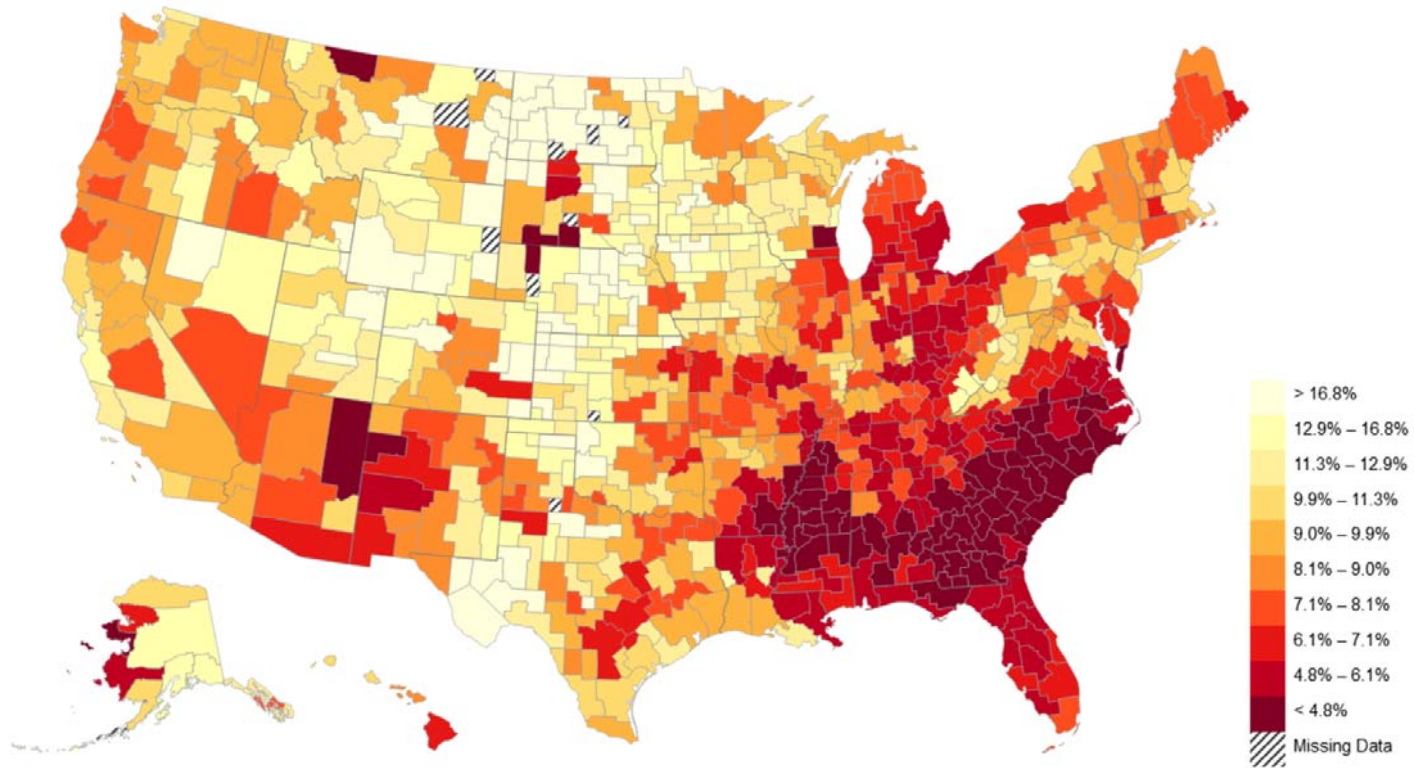 > 16.8%
12.9% – 16.8%
11.3% – 12.9%
9.9% – 11.3%
9.0% – 9.9%
8.1% – 9.0%
7.1% – 8.1%
6.1% – 7.1%
4.8% – 6.1%
< 4.8%
Missing Data